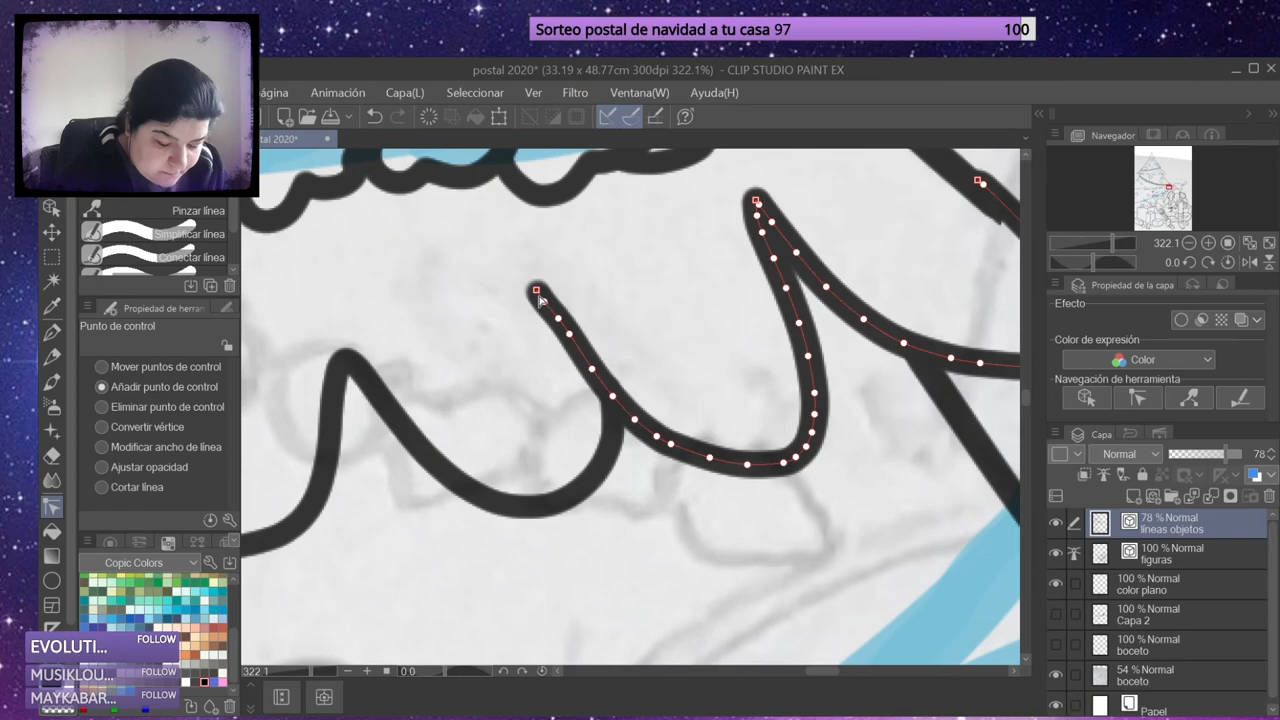 Sorteo postal de navidad a tu casa 97
100
postal 2020* (33.19 x 48.77cm 300dpi 322.1%) - CLIP STUDIO PAINT EX
ágina
Animación
Capa(L)
Seleccionar
Ver
Filtro
Ventana(W)
Ayuda(H)
tal 2020*
Pinzar línea
Simplificar línea
Conectar línea
Propiedad de herran
Punto de control
Mover puntos de control
Añadir punto de control
Eliminar punto de control
Convertir vértice
Modificar ancho de línea
Ajustar opacidad
Cortar línea
Copic Colors
EVOLUTI...
FOLLOW
MUSIKLOU...
FOLLOW
MAYKABAR...
FOLLOW
322.1
0.0
Navegador
322.1
0.0
Propiedad de la capa
Efecto
Color de expresión
Color
Navegación de herramienta
Capa
Normal
78
78 % Normal
líneas objetos
100 % Normal
figuras
100 % Normal
color plano
100 % Normal
Capa 2
100 % Normal
boceto
54 % Normal
boceto
Papel